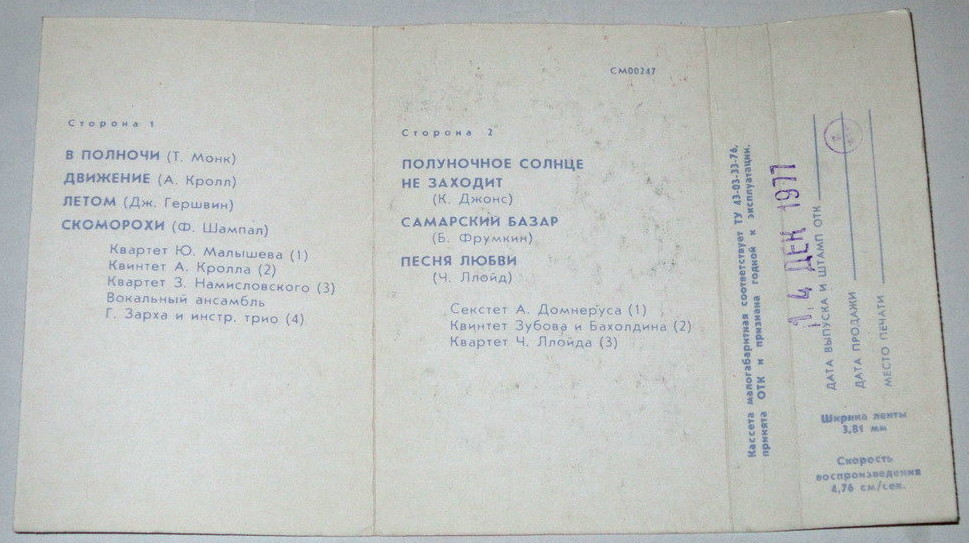 Сторона 1
В ПОЛНОЧИ (Т. Монк)
ДВИЖЕНИЕ (А. Кролл)
ЛЕТОМ (Дж. Гершвин)
СКОМОРОХИ (Ф. Шампал)
Квартет Ю. Малышева (1)
Квинтет А. Кролла (2)
Квартет З. Намисловского (3)
Вокальный ансамбль
Г. Зарха и инстр. трио (4)
СМ00247
Сторона 2
ПОЛУНОЧНОЕ СОЛНЦЕ
НЕ ЗАХОДИТ
(К. Джонс)
САМАРСКИЙ БАЗАР
(Б. Фрумкин)
ПЕСНЯ ЛЮБВИ
(Ч. Ллойд)
Секстет А. Домнеруса (1)
Квинтет Зубова и Бахолдина (2)
Квартет Ч. Ллойда (3)
Кассета малогабаритная соответствует ТУ 43-03-33-76,
принята ОТК и признана годной к эксплуатации.
14 ДЕК 1977
ДАТА ВЫПУСКА И ШТАМП ОТК
ДАТА ПРОДАЖИ
МЕСТО ПЕЧАТИ
Ширина ленты
3,81 мм
Скорость
воспроизведения
4,76 см/сек.